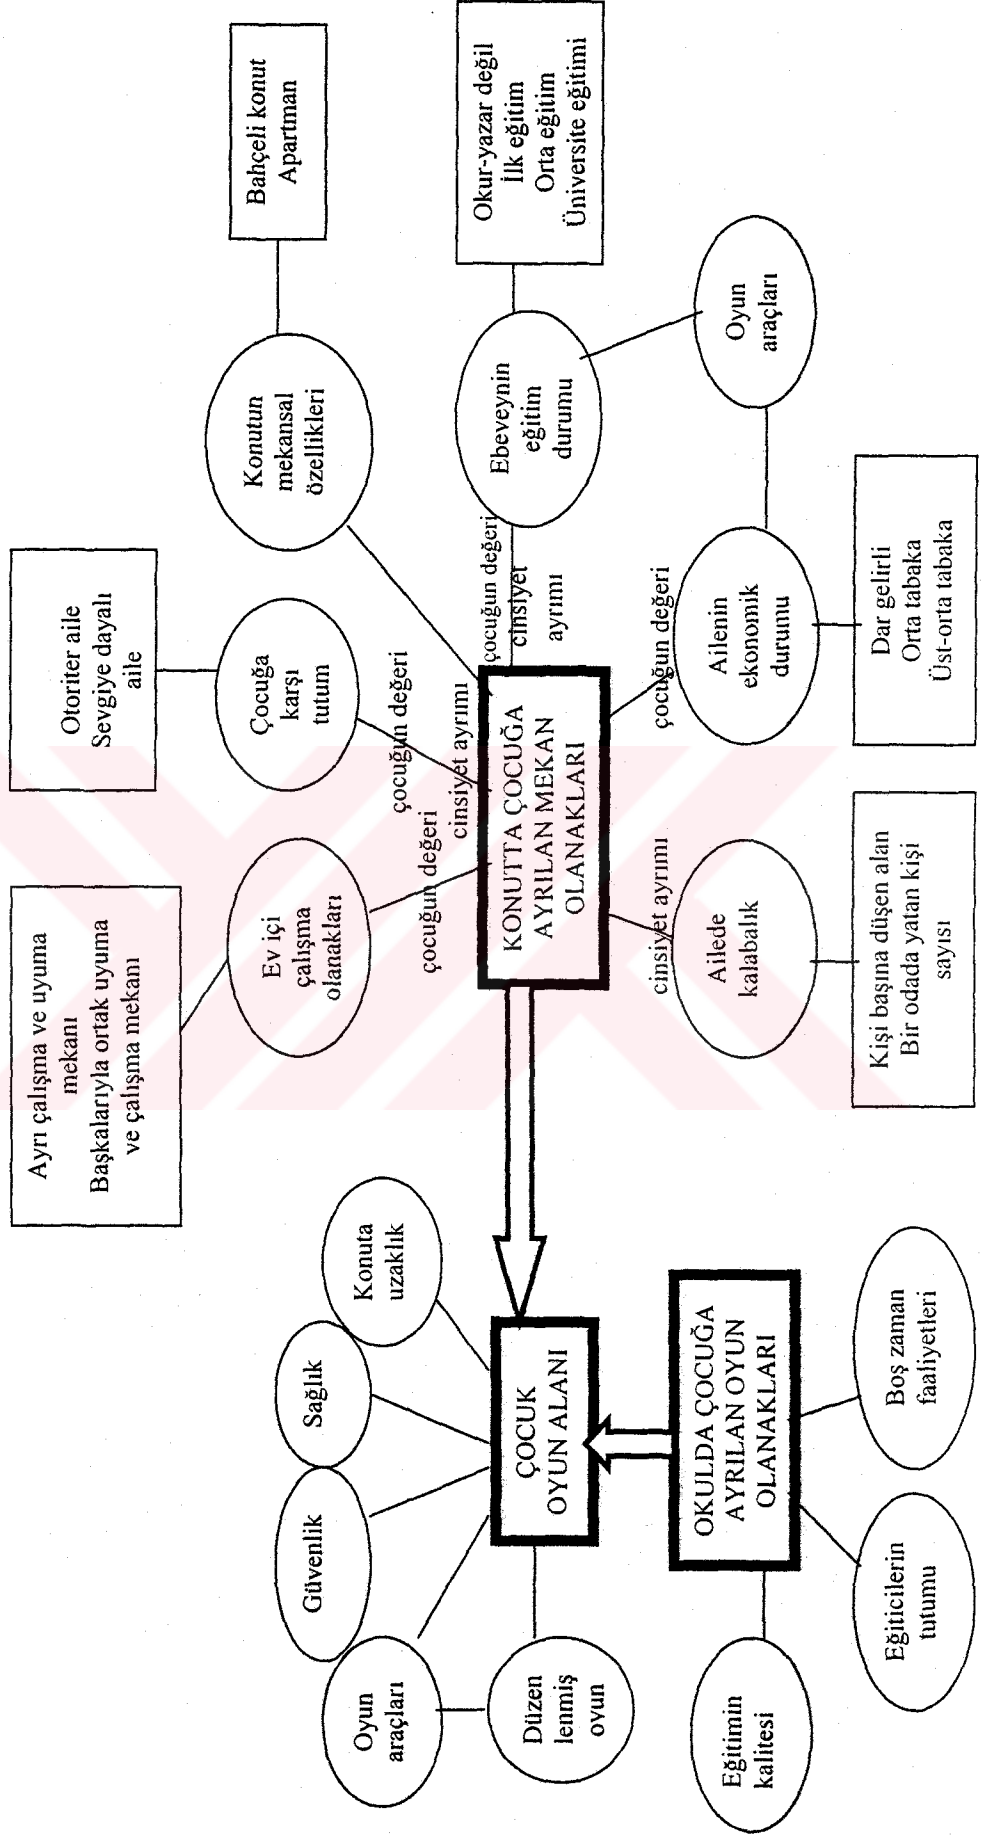 Ayrı çalışma ve uyuma
mekanı
Başkalarıyla ortak uyuma
ve çalışma mekanı
Otoriter aile
Sevgiye dayalı
aile
Bahçeli konut
Apartman
Ev içi
çalışma
olanakları
Çocuğa
karşı
tutum
Konutun
mekansal
özellikleri
Konuta
uzaklık
Sağlık
Güvenlik
Oyun
araçları
Düzen
lenmiş
oyun
ÇOCUK
OYUN ALANI
çocuğun değeri
çocuğun değeri
cinsiyet ayrımı
KONUTTA ÇOCUĞA
AYRILAN MEKAN
OLANAKLARI
çocuğun değeri
cinsiyet
ayrımı
Ebeveynin
eğitim
durumu
Okur-yazar değil
İlk eğitim
Orta eğitim
Üniversite eğitimi
OKULDA ÇOCUĞA
AYRILAN OYUN
OLANAKLARI
Eğitimin
kalitesi
Eğiticilerin
tutumu
Boş zaman
faaliyetleri
cinsiyet ayrımı
Ailede
kalabalık
Kişi başına düşen alan
Bir odada yatan kişi
sayısı
çocuğun değeri
Ailenin
ekonomik
durumu
Dar gelirli
Orta tabaka
Üst-orta tabaka
Oyun
araçları